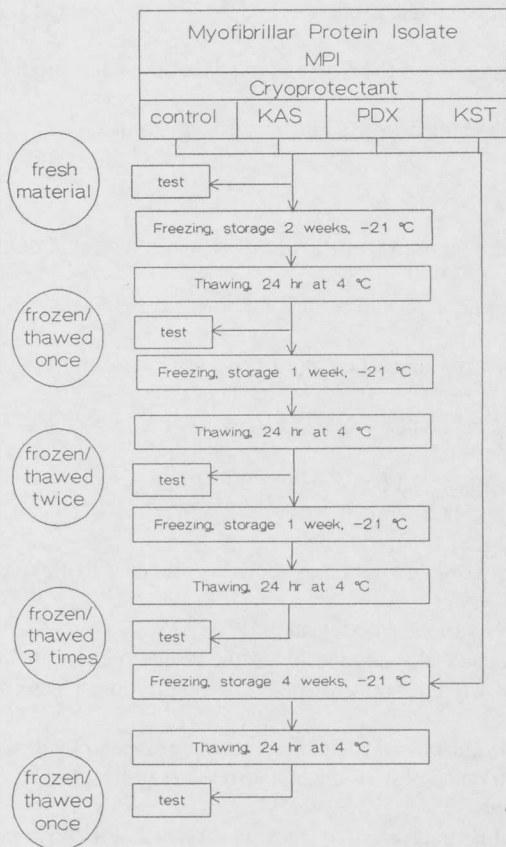 Myofibrillar Protein Isolate
MPI
Cryoprotectant
control KAS PDX KST
fresh
material
test
Freezing, storage 2 weeks, -21 °C
Thawing, 24 hr at 4 °C
frozen/
thawed
once
test
Freezing, storage 1 week, -21 °C
Thawing, 24 hr at 4 °C
frozen/
thawed
twice
test
Freezing, storage 1 week, -21 °C
Thawing, 24 hr at 4 °C
frozen/
thawed
3 times
test
Freezing, storage 4 weeks, -21 °C
Thawing, 24 hr at 4 °C
frozen/
thawed
once
test